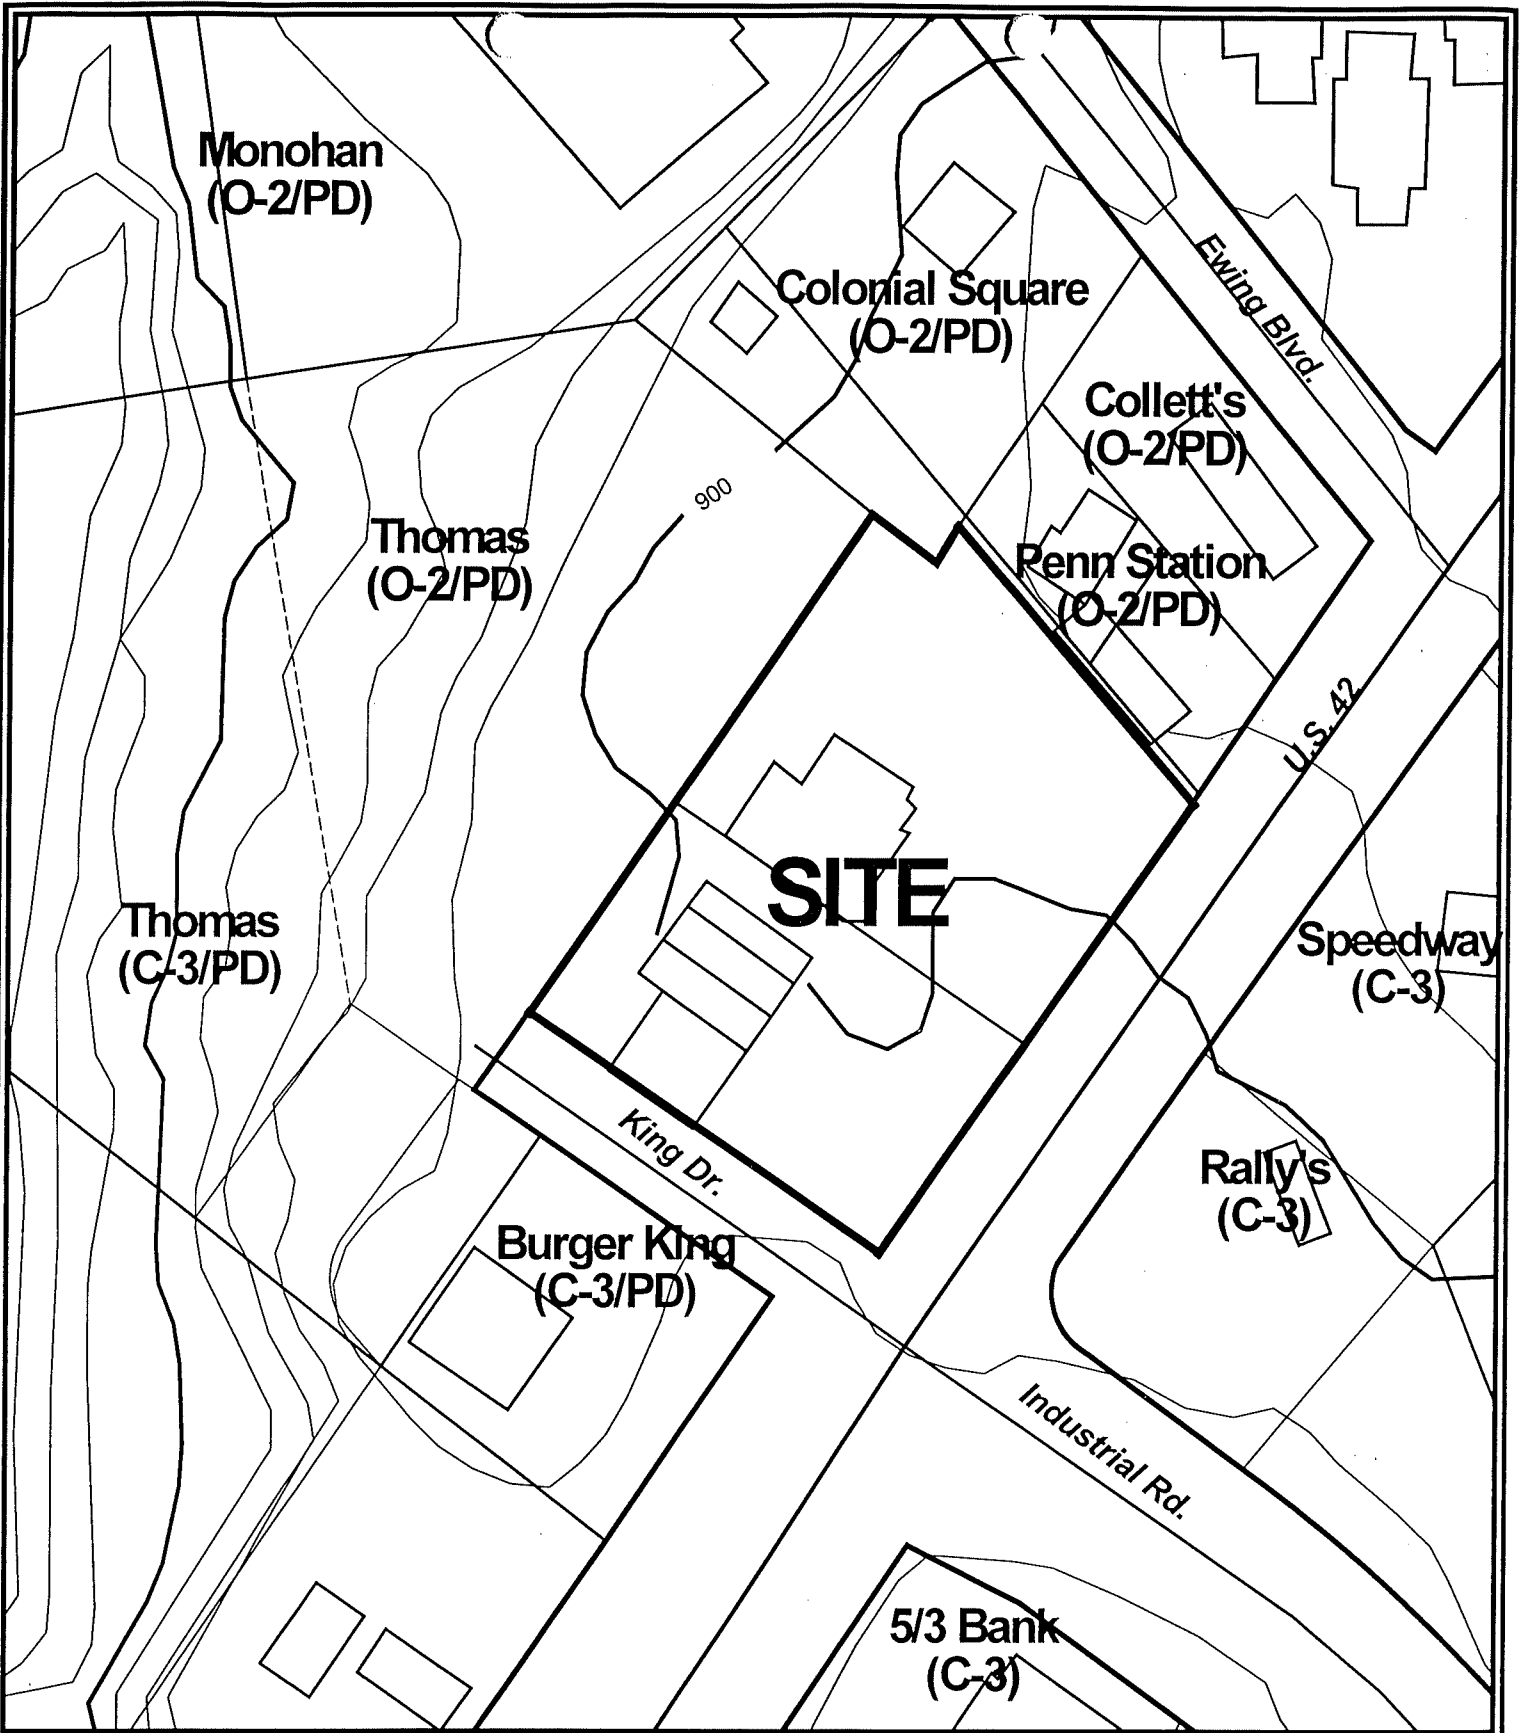 Monohan
(O-2/PD)
Ewing Blvd.
Colonial Square
(O-2/PD)
Collett's
(O-2/PD)
900
Thomas
(O-2/PD)
Penn Station
(O-2/PD)
U.S. 42
SITE
Thomas
(C-3/PD)
Speedway
(C-3)
King Dr.
Rally's
(C-3)
Burger King
(C-3/PD)
Industrial Rd.
5/3 Bank
(C-3)